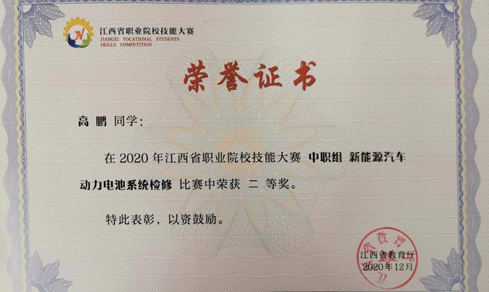 江西省职业院校技能大赛
JIANGXI VOCATIONAL STUDENTS
SKILLS COMPETITION
荣誉证书
高鹏 同学：
在2020年江西省职业院校技能大赛 中职组 新能源汽车
动力电池系统检修 比赛中荣获 二 等奖。
特此表彰，以资鼓励。
江西省教育厅
2020年12月